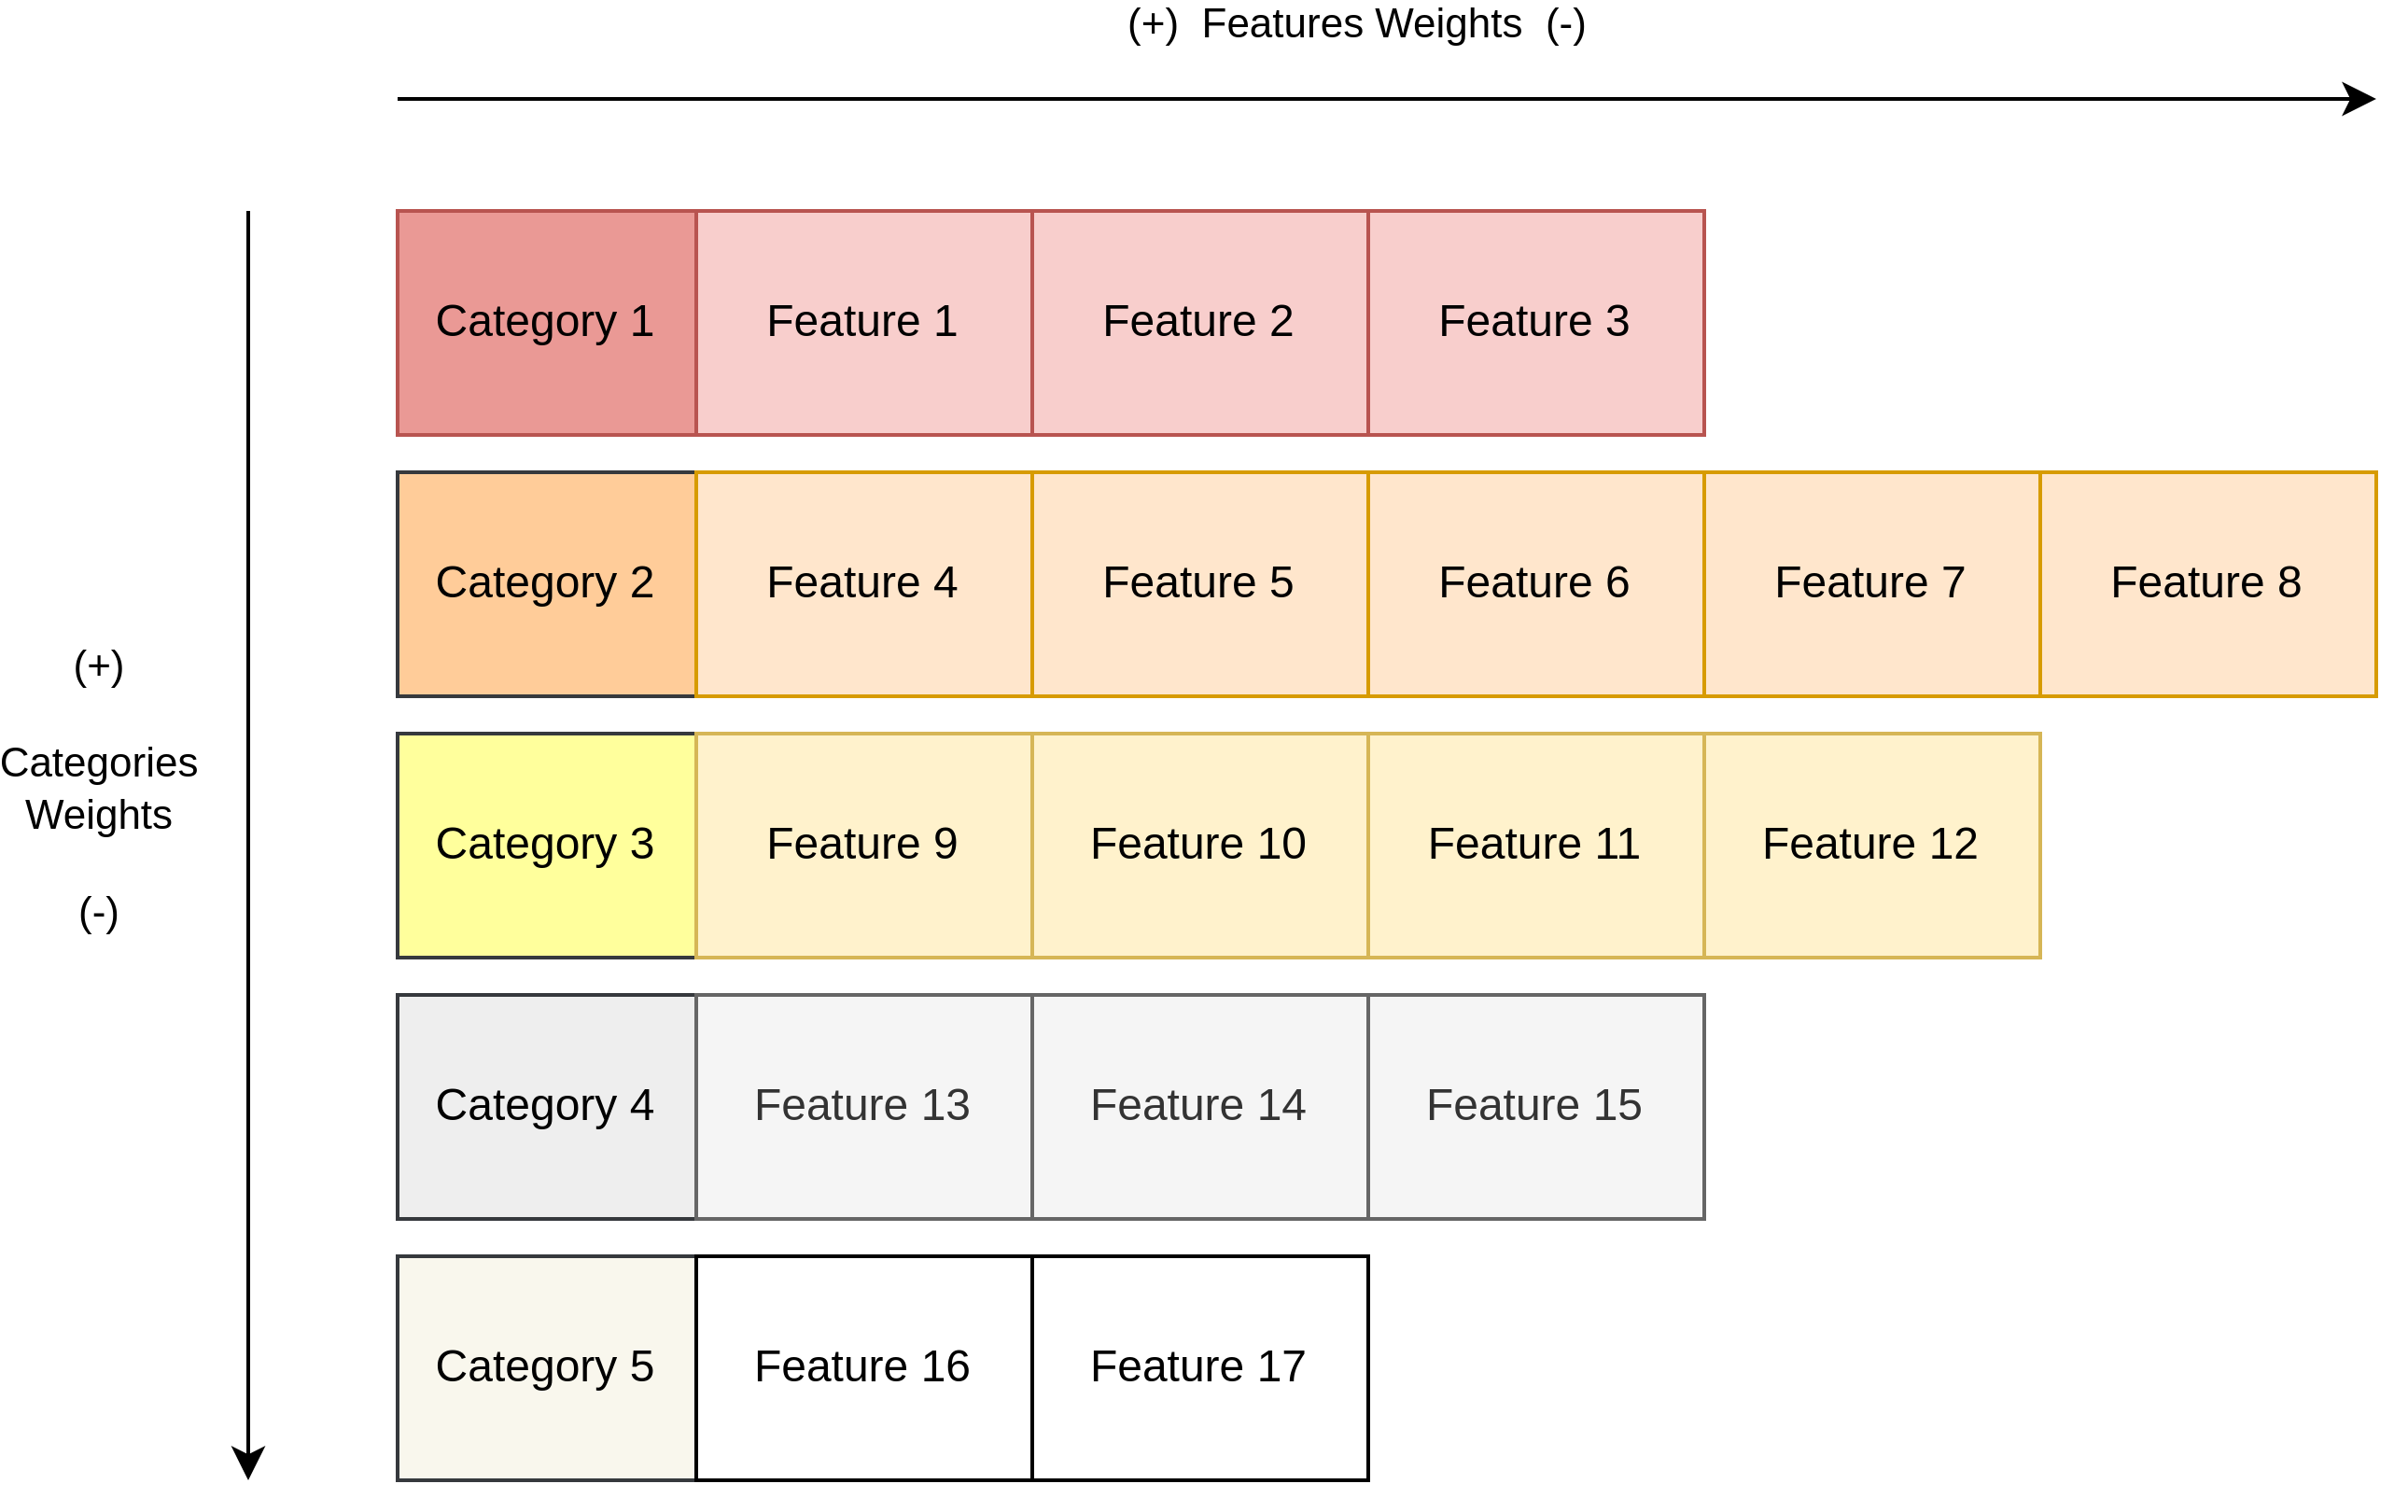 (+)  Features Weights  (-)
Category 1
Feature 1
Feature 2
Feature 3
Category 2
Feature 4
Feature 5
Feature 6
Feature 7
Feature 8
(+)
Categories
Weights
(-)
Category 3
Feature 9
Feature 10
Feature 11
Feature 12
Category 4
Feature 13
Feature 14
Feature 15
Category 5
Feature 16
Feature 17